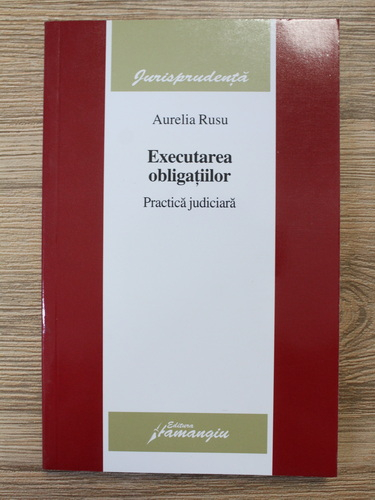 Jurisprudență
Aurelia Rusu
Executarea
obligațiilor
Practică judiciară
Editura
Hamangiu